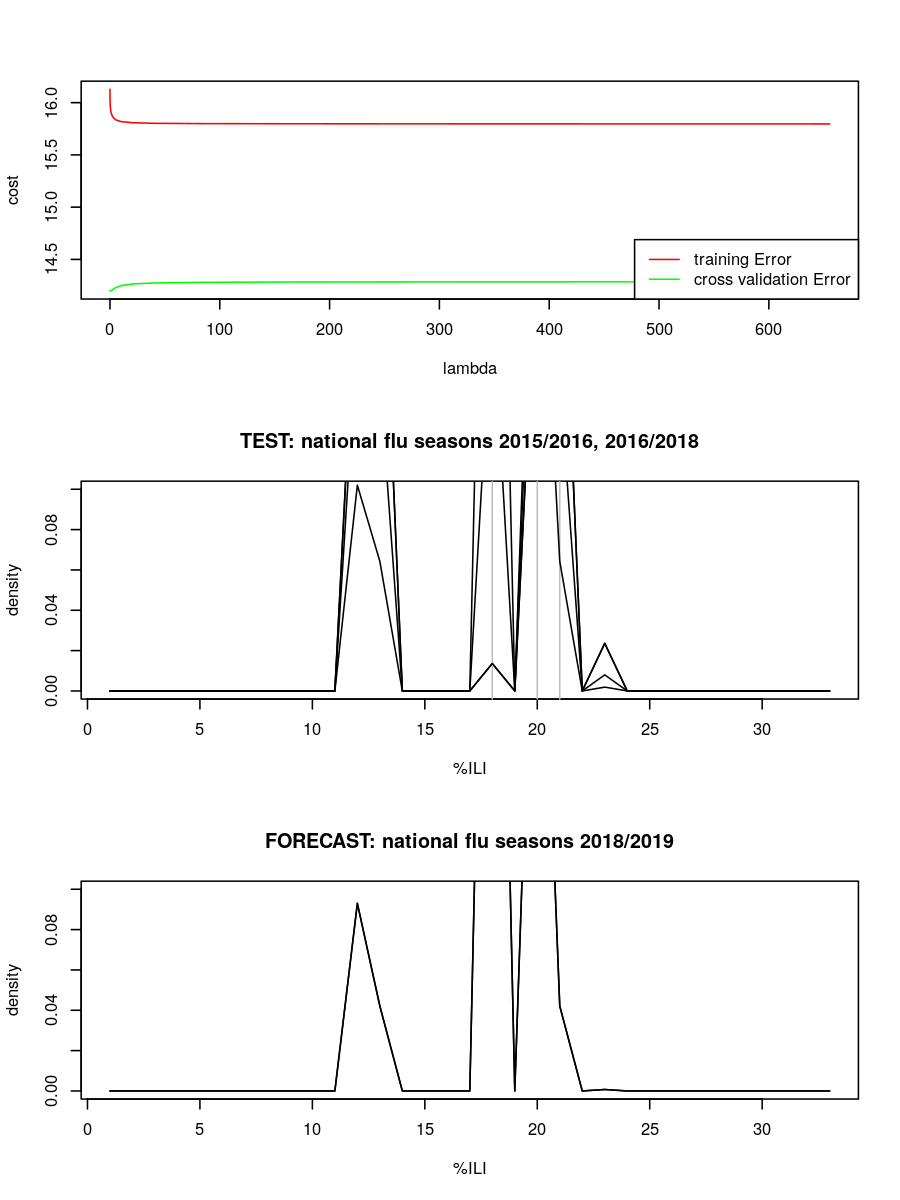 16.0
15.5
15.0
14.5
cost
training Error
cross validation Error
0 100 200 300 400 500 600
lambda
TEST: national flu seasons 2015/2016, 2016/2018
0.08
0.04
0.00
density
0 5 10 15 20 25 30
%ILI
FORECAST: national flu seasons 2018/2019
0.08
0.04
0.00
density
0 5 10 15 20 25 30
%ILI